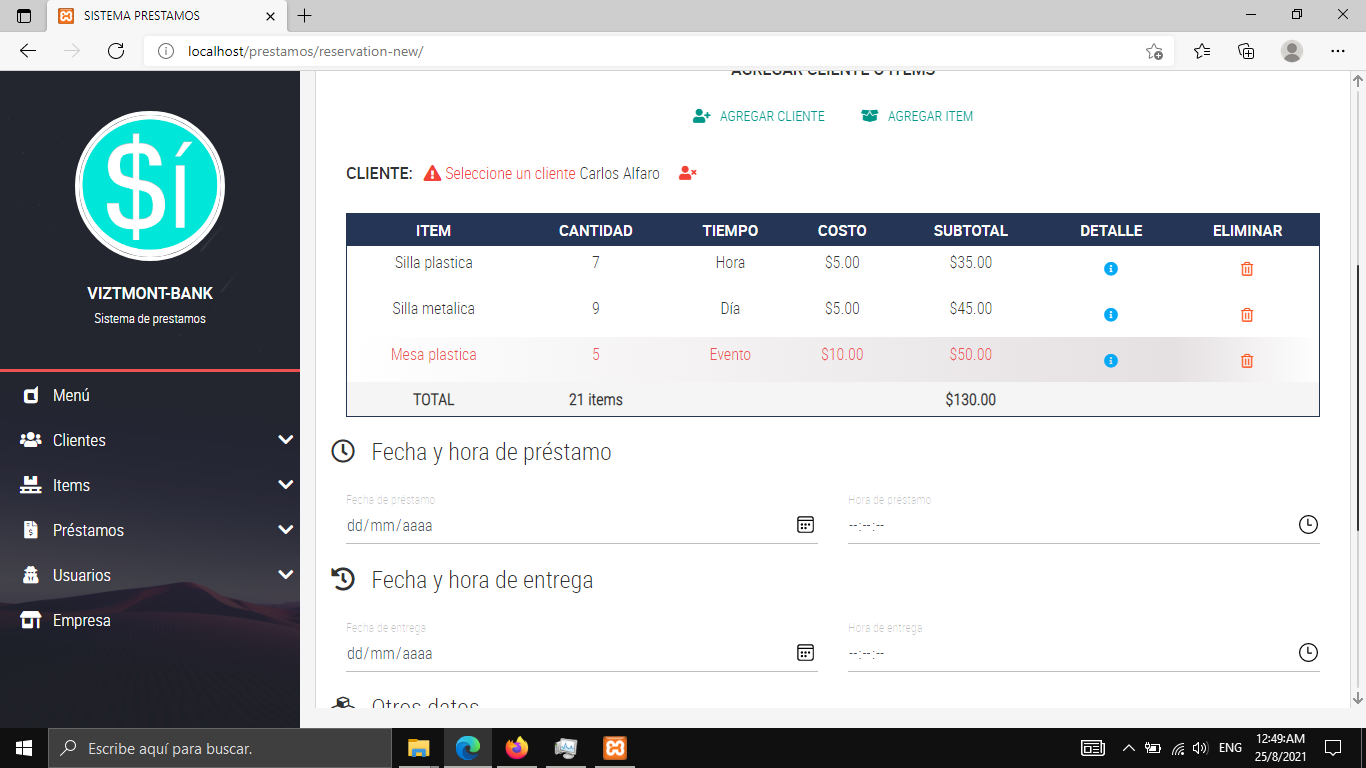 SISTEMA PRESTAMOS
localhost/prestamos/reservation-new/
$í
VIZTMONT-BANK
Sistema de prestamos
Menú
Clientes
Items
Préstamos
Usuarios
Empresa
AGREGAR CLIENTE O ITEMS
AGREGAR CLIENTE AGREGAR ITEM
CLIENTE: Seleccione un cliente Carlos Alfaro
ITEM CANTIDAD TIEMPO COSTO SUBTOTAL DETALLE ELIMINAR
Silla plastica 7 Hora $5.00 $35.00
Silla metalica 9 Día $5.00 $45.00
Mesa plastica 5 Evento $10.00 $50.00
TOTAL 21 items $130.00
Fecha y hora de préstamo
Fecha de préstamo Hora de préstamo
dd/mm/aaaa --:--:--
Fecha y hora de entrega
Fecha de entrega Hora de entrega
dd/mm/aaaa --:--:--
Otros datos
Escribe aquí para buscar.
ENG
12:49AM
25/8/2021